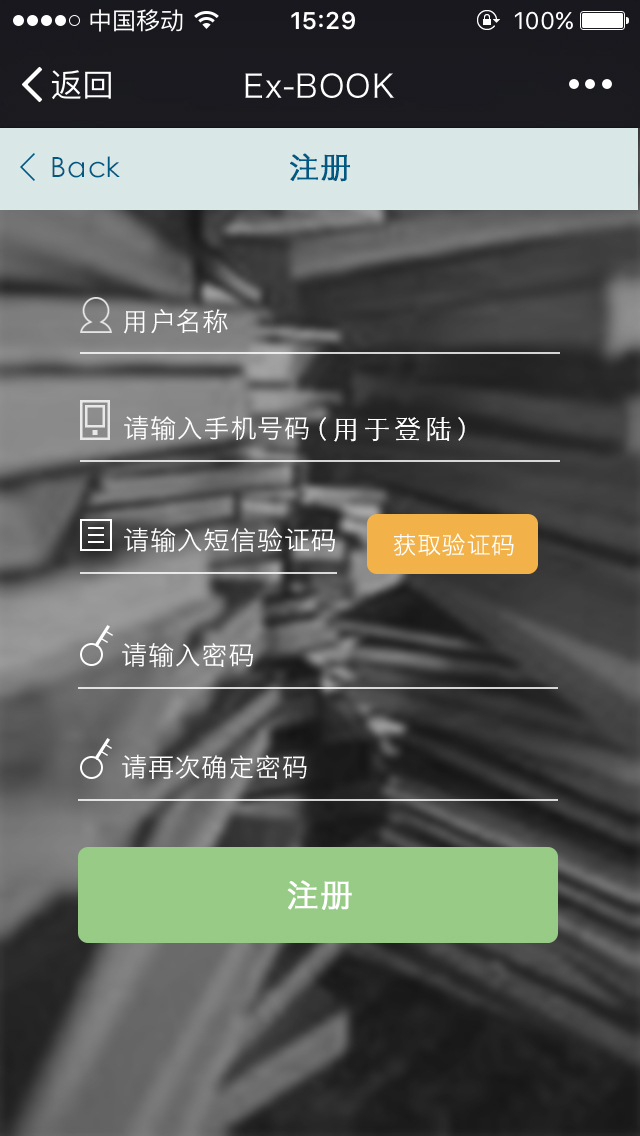 中国移动 15:29 100%
返回 Ex-BOOK
Back 注册
用户名称
请输入手机号码(用于登陆)
请输入短信验证码 获取验证码
请输入密码
请再次确定密码
注册